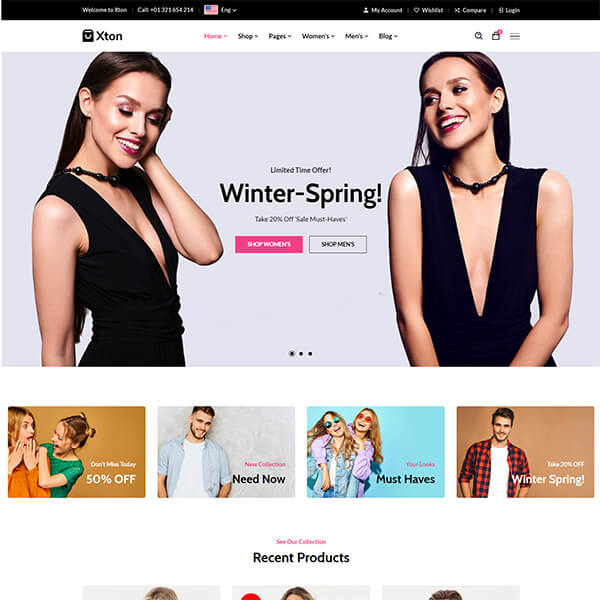 Welcome to Xton Call: +01 321 654 214 Eng My Account Wishlist Compare Login
Xton Home Shop Pages Women's Men's Blog
Limited Time Offer!
Winter-Spring!
Take 20% Off 'Sale Must-Haves'
SHOP WOMEN'S SHOP MEN'S
Don't Miss Today
50% OFF
New Collection
Need Now
Your Looks
Must Haves
Take 20% OFF
Winter Spring!
See Our Collection
Recent Products